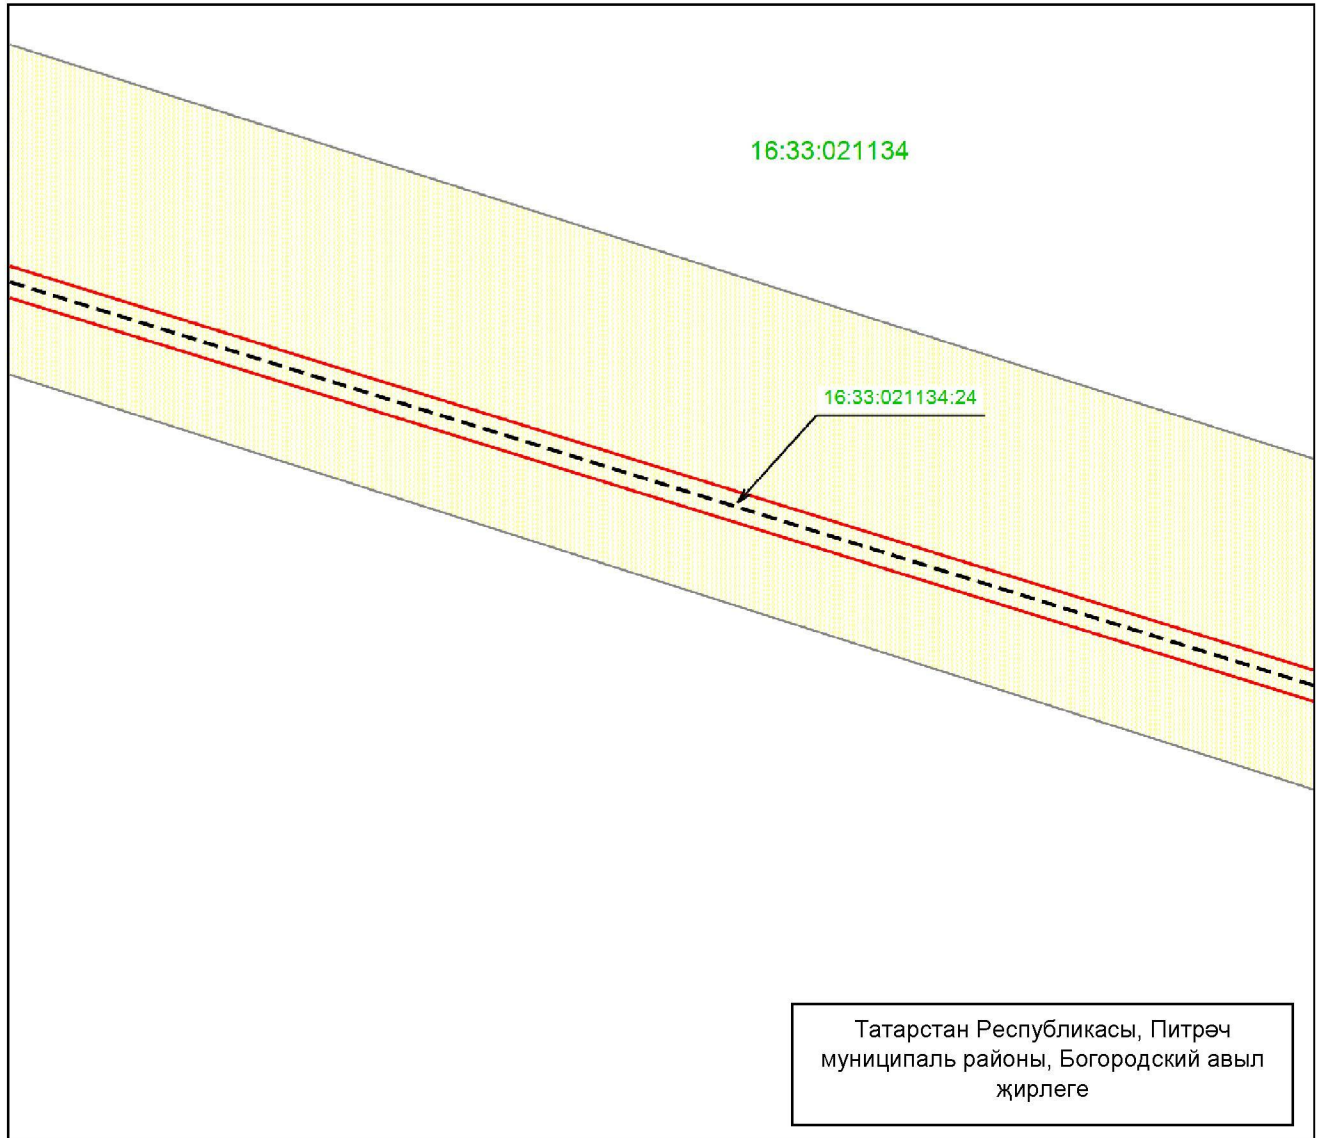 16:33:021134
16:33:021134:24
Татарстан Республикасы, Питрәч
муниципаль районы, Богородский авыл
җирлеге